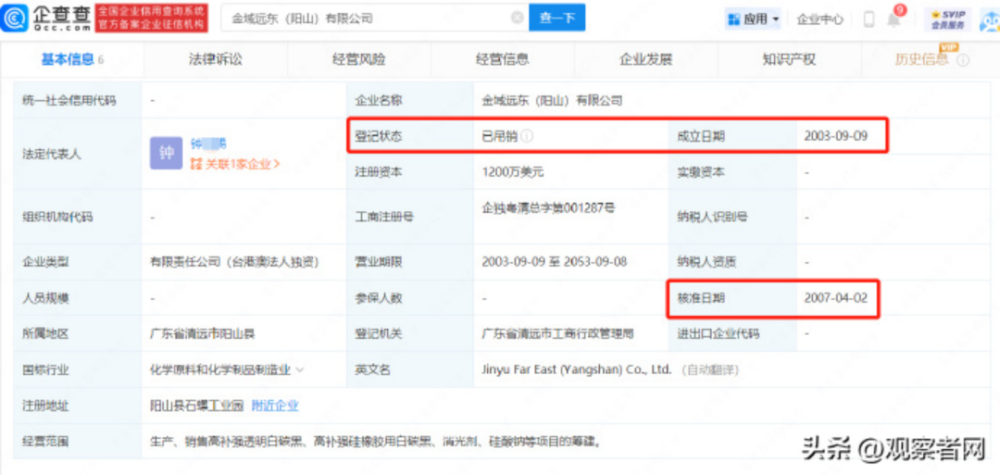 企查查
Qcc.com
全国企业信用查询系统
官方备案企业征信机构
金域远东（阳山）有限公司
查一下
应用
企业中心
9
SVIP
会员服务
基本信息 6
法律诉讼
经营风险
经营信息
企业发展
知识产权
历史信息
VIP
统一社会信用代码 - 企业名称 金域远东（阳山）有限公司
法定代表人 钟 钟
关联1家企业 >
登记状态 已吊销 成立日期 2003-09-09
注册资本 1200万美元 实缴资本 -
组织机构代码 - 工商注册号 企独粤清总字第001287号 纳税人识别号 -
企业类型 有限责任公司（台港澳法人独资） 营业期限 2003-09-09 至 2053-09-08 纳税人资质 -
人员规模 - 参保人数 - 核准日期 2007-04-02
所属地区 广东省清远市阳山县 登记机关 广东省清远市工商行政管理局 进出口企业代码 -
国标行业 化学原料和化学制品制造业 英文名 Jinyu Far East (Yangshan) Co., Ltd. （自动翻译）
注册地址 阳山县石螺工业园 附近企业
经营范围 生产、销售高补强透明白碳黑、高补强硅橡胶用白碳黑、消光剂、硅酸钠等项目的筹建。
头条 @观察者网